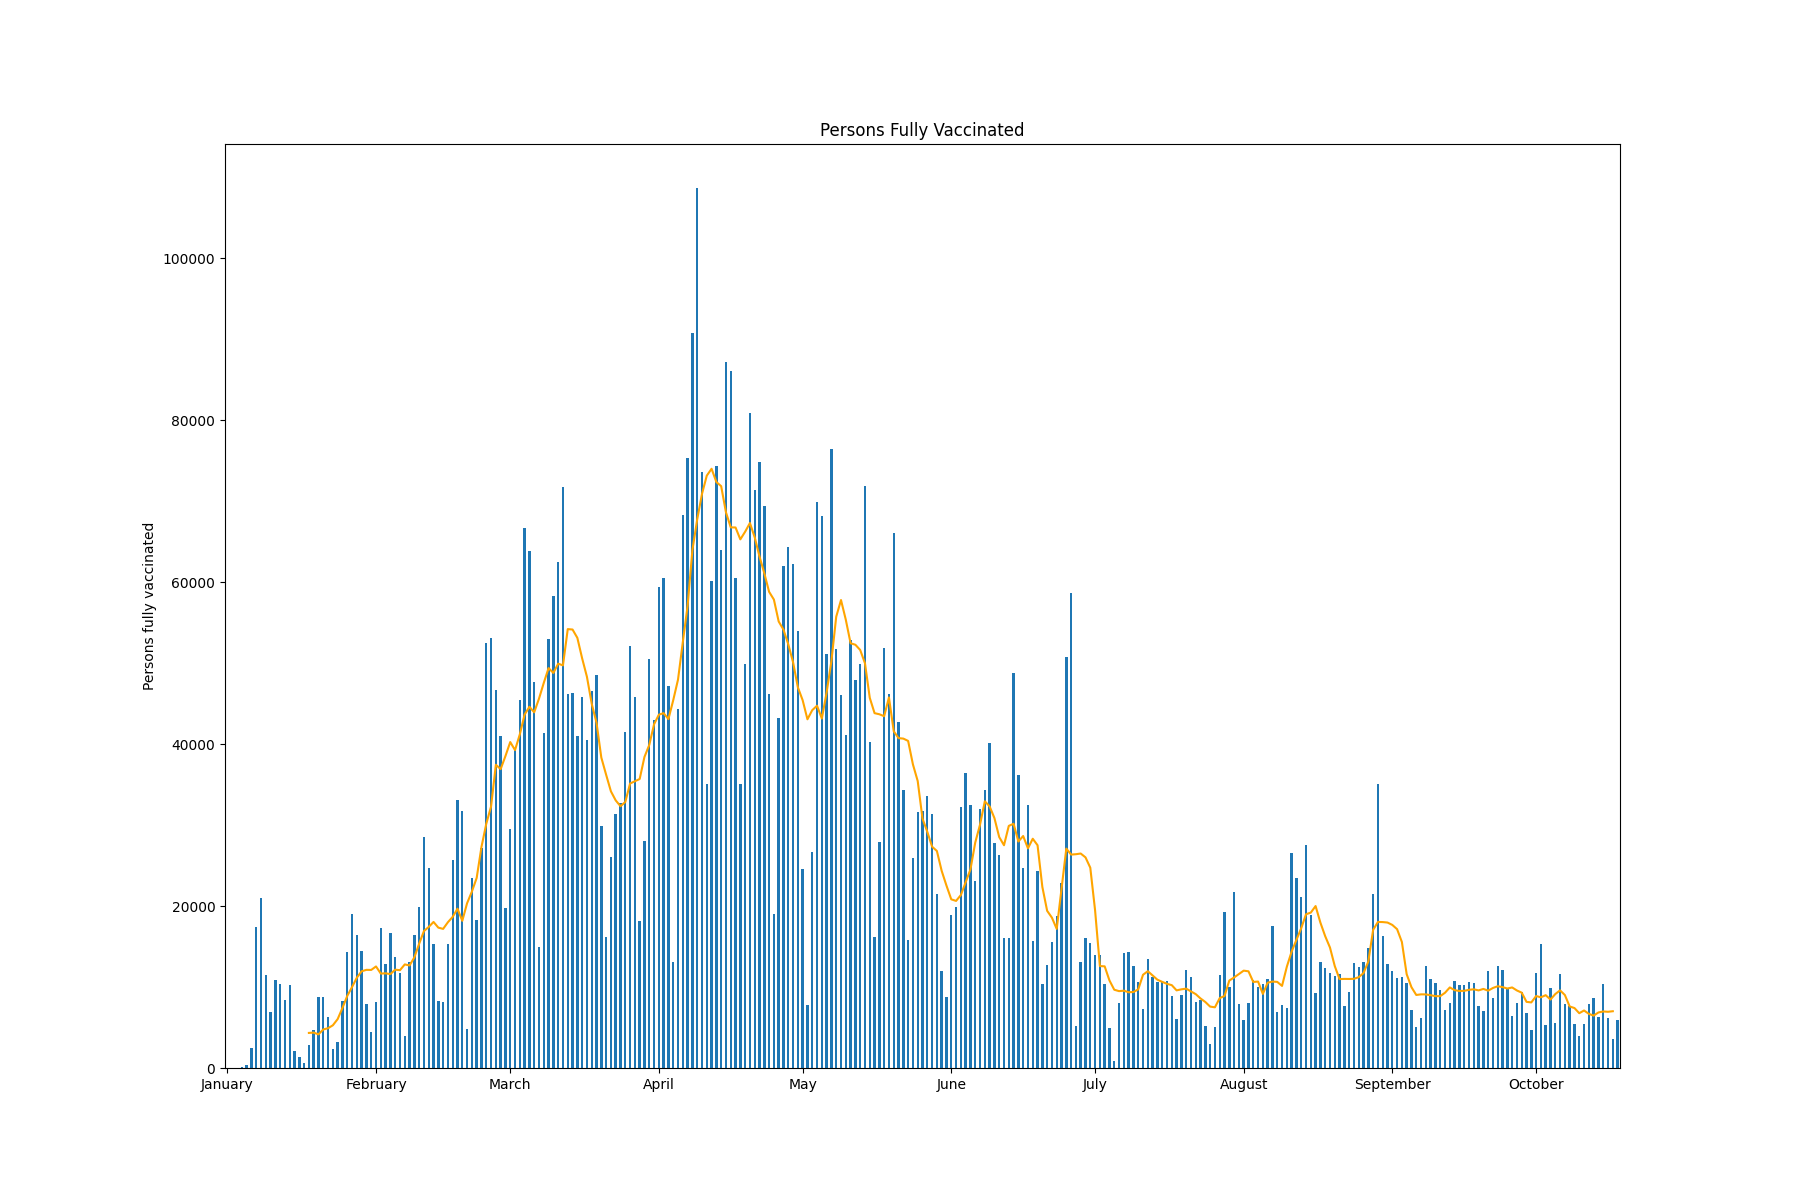 Persons Fully Vaccinated
Persons fully vaccinated
100000
80000
60000
40000
20000
0
January February March April May June July August September October